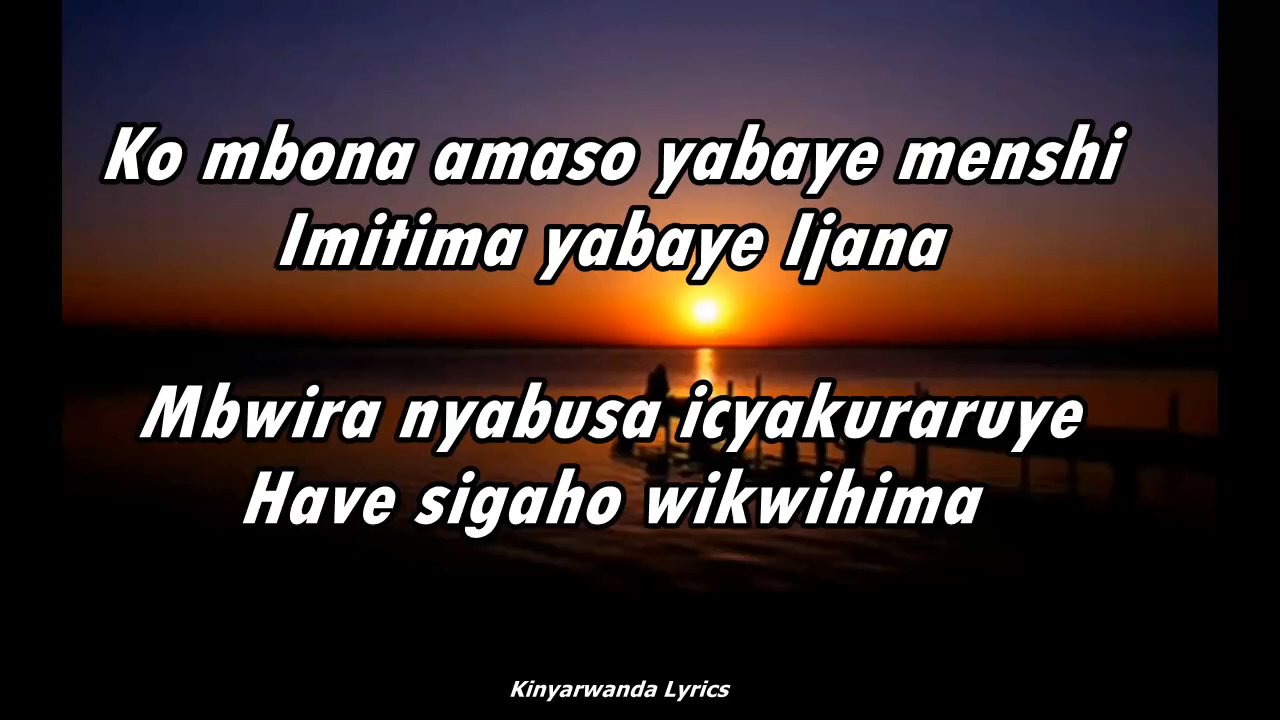 Ko mbona amaso yabaye menshi
Imitima yabaye Ijana
Mbwira nyabusa icyakuraruye
Have sigaho wikwihima
Kinyarwanda Lyrics